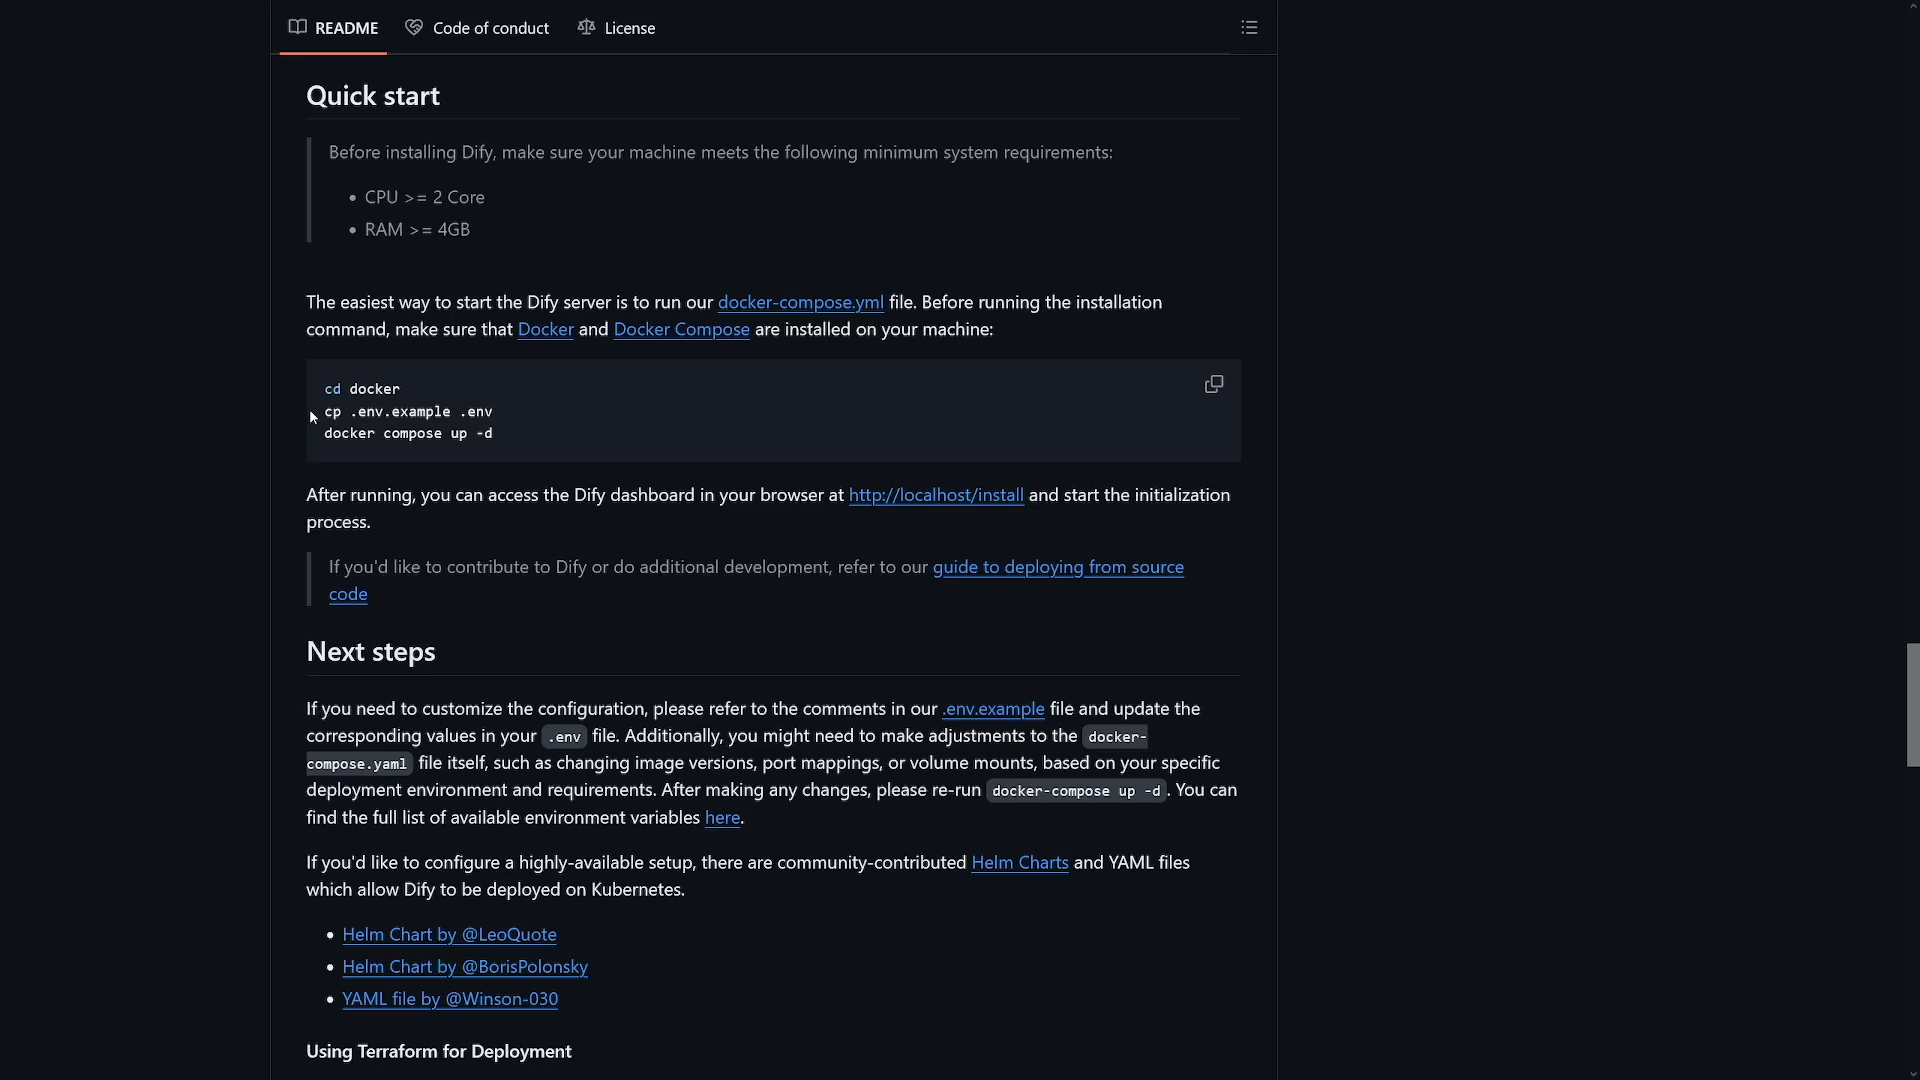 README
Code of conduct
License
Quick start
Before installing Dify, make sure your machine meets the following minimum system requirements:
• CPU >= 2 Core
• RAM >= 4GB
The easiest way to start the Dify server is to run our docker-compose.yml file. Before running the installation
command, make sure that Docker and Docker Compose are installed on your machine:
cd docker
cp .env.example .env
docker compose up -d
After running, you can access the Dify dashboard in your browser at http://localhost/install and start the initialization
process.
If you'd like to contribute to Dify or do additional development, refer to our guide to deploying from source
code
Next steps
If you need to customize the configuration, please refer to the comments in our .env.example file and update the
corresponding values in your .env file. Additionally, you might need to make adjustments to the docker-
compose.yaml file itself, such as changing image versions, port mappings, or volume mounts, based on your specific
deployment environment and requirements. After making any changes, please re-run docker-compose up -d. You can
find the full list of available environment variables here.
If you'd like to configure a highly-available setup, there are community-contributed Helm Charts and YAML files
which allow Dify to be deployed on Kubernetes.
• Helm Chart by @LeoQuote
• Helm Chart by @BorisPolonsky
• YAML file by @Winson-030
Using Terraform for Deployment